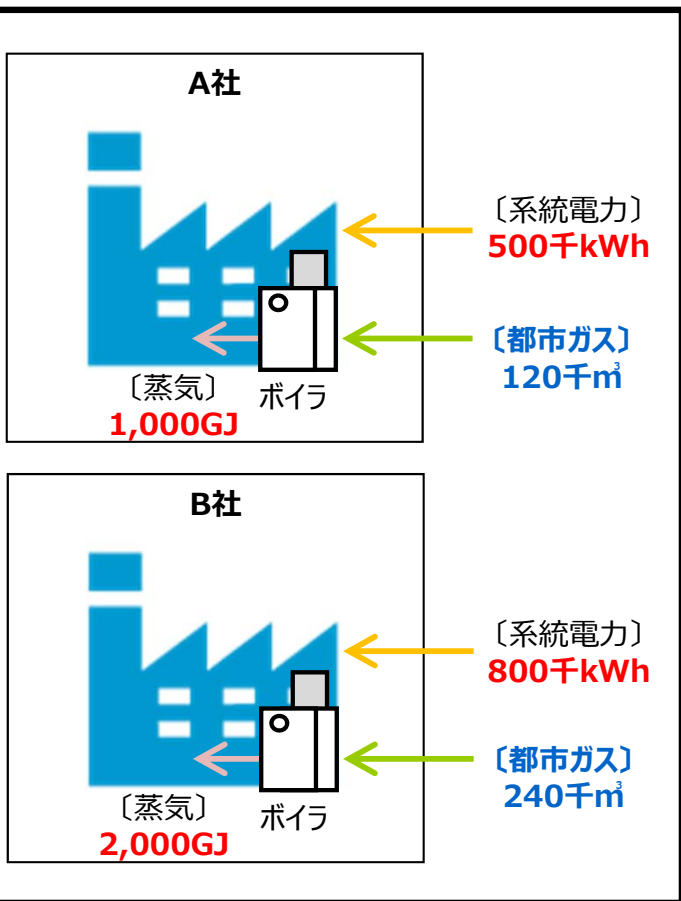 A社
〔系統電力〕
500千kWh
〔都市ガス〕
120千㎥
〔蒸気〕
1,000GJ
ボイラ
B社
〔系統電力〕
800千kWh
〔都市ガス〕
240千㎥
〔蒸気〕
2,000GJ
ボイラ